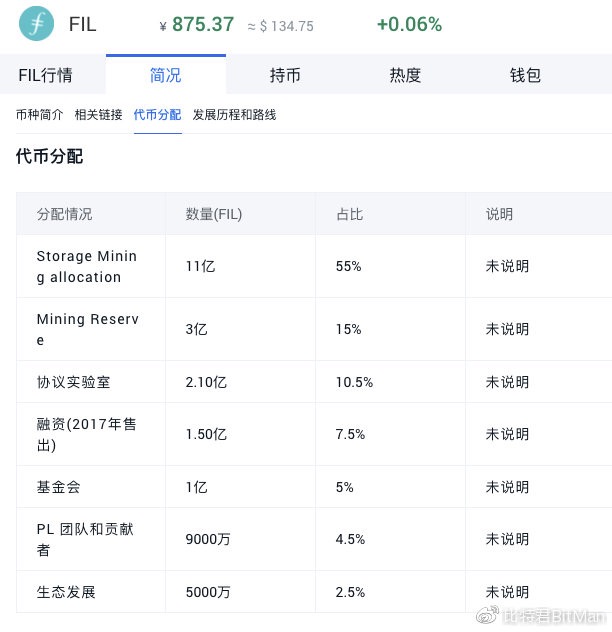 FIL ¥ 875.37 ≈ $ 134.75 +0.06%
FIL行情 简况 持币 热度 钱包
币种简介 相关链接 代币分配 发展历程和路线
代币分配
分配情况 数量(FIL) 占比 说明
Storage Minin
g allocation 11亿 55% 未说明
Mining Reserv
e 3亿 15% 未说明
协议实验室 2.10亿 10.5% 未说明
融资(2017年售
出) 1.50亿 7.5% 未说明
基金会 1亿 5% 未说明
PL 团队和贡献
者 9000万 4.5% 未说明
生态发展 5000万 2.5% 未说明
比特君BitMan